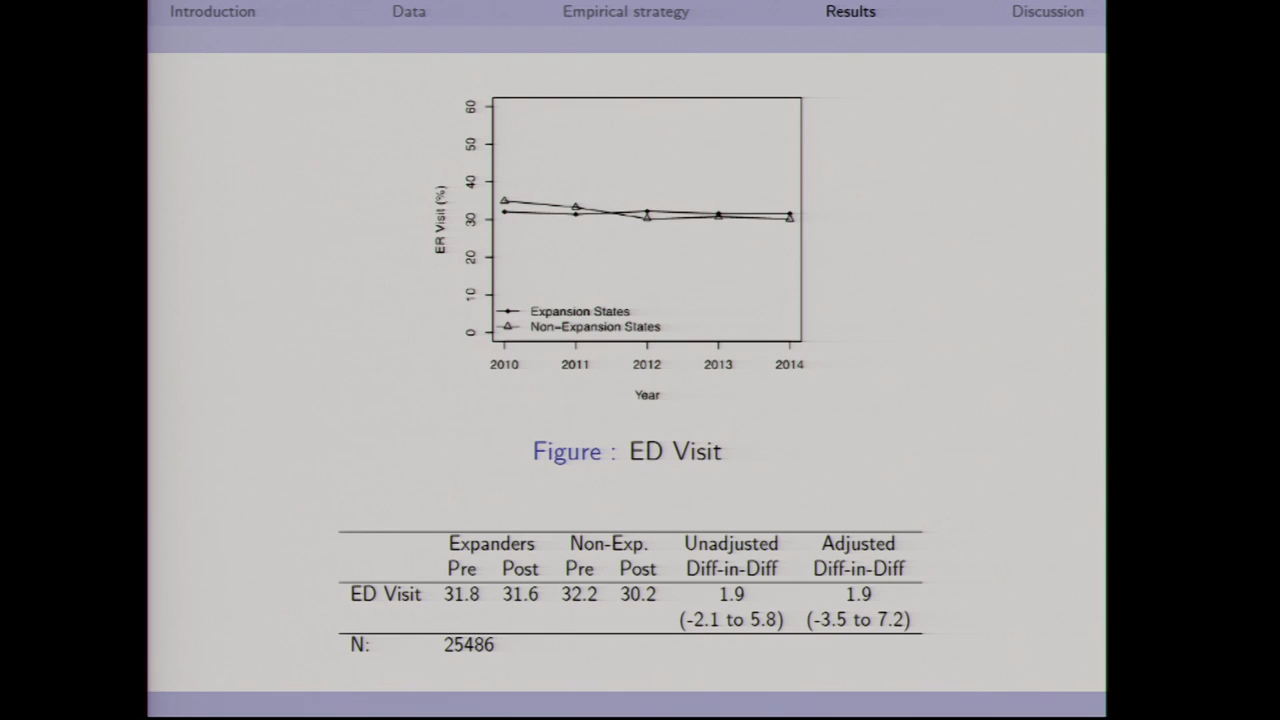 Introduction Data Empirical strategy Results Discussion
60
50
40
30
20
10
0
ER Visit (%)
Expansion States
Non-Expansion States
2010 2011 2012 2013 2014
Year
Figure : ED Visit
Expanders Non-Exp. Unadjusted Adjusted
Pre Post Pre Post Diff-in-Diff Diff-in-Diff
ED Visit 31.8 31.6 32.2 30.2 1.9 1.9
(-2.1 to 5.8) (-3.5 to 7.2)
N: 25486